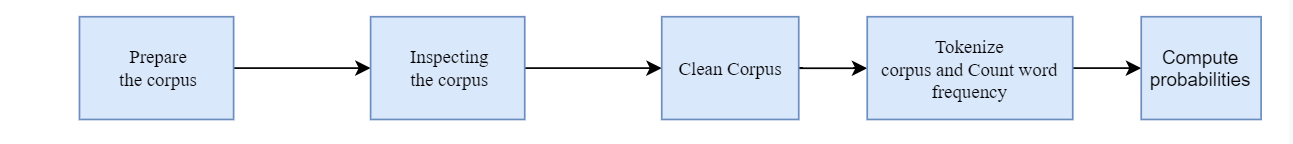 Prepare
the corpus
Inspecting
the corpus
Clean Corpus
Tokenize
corpus and Count word
frequency
Compute
probabilities